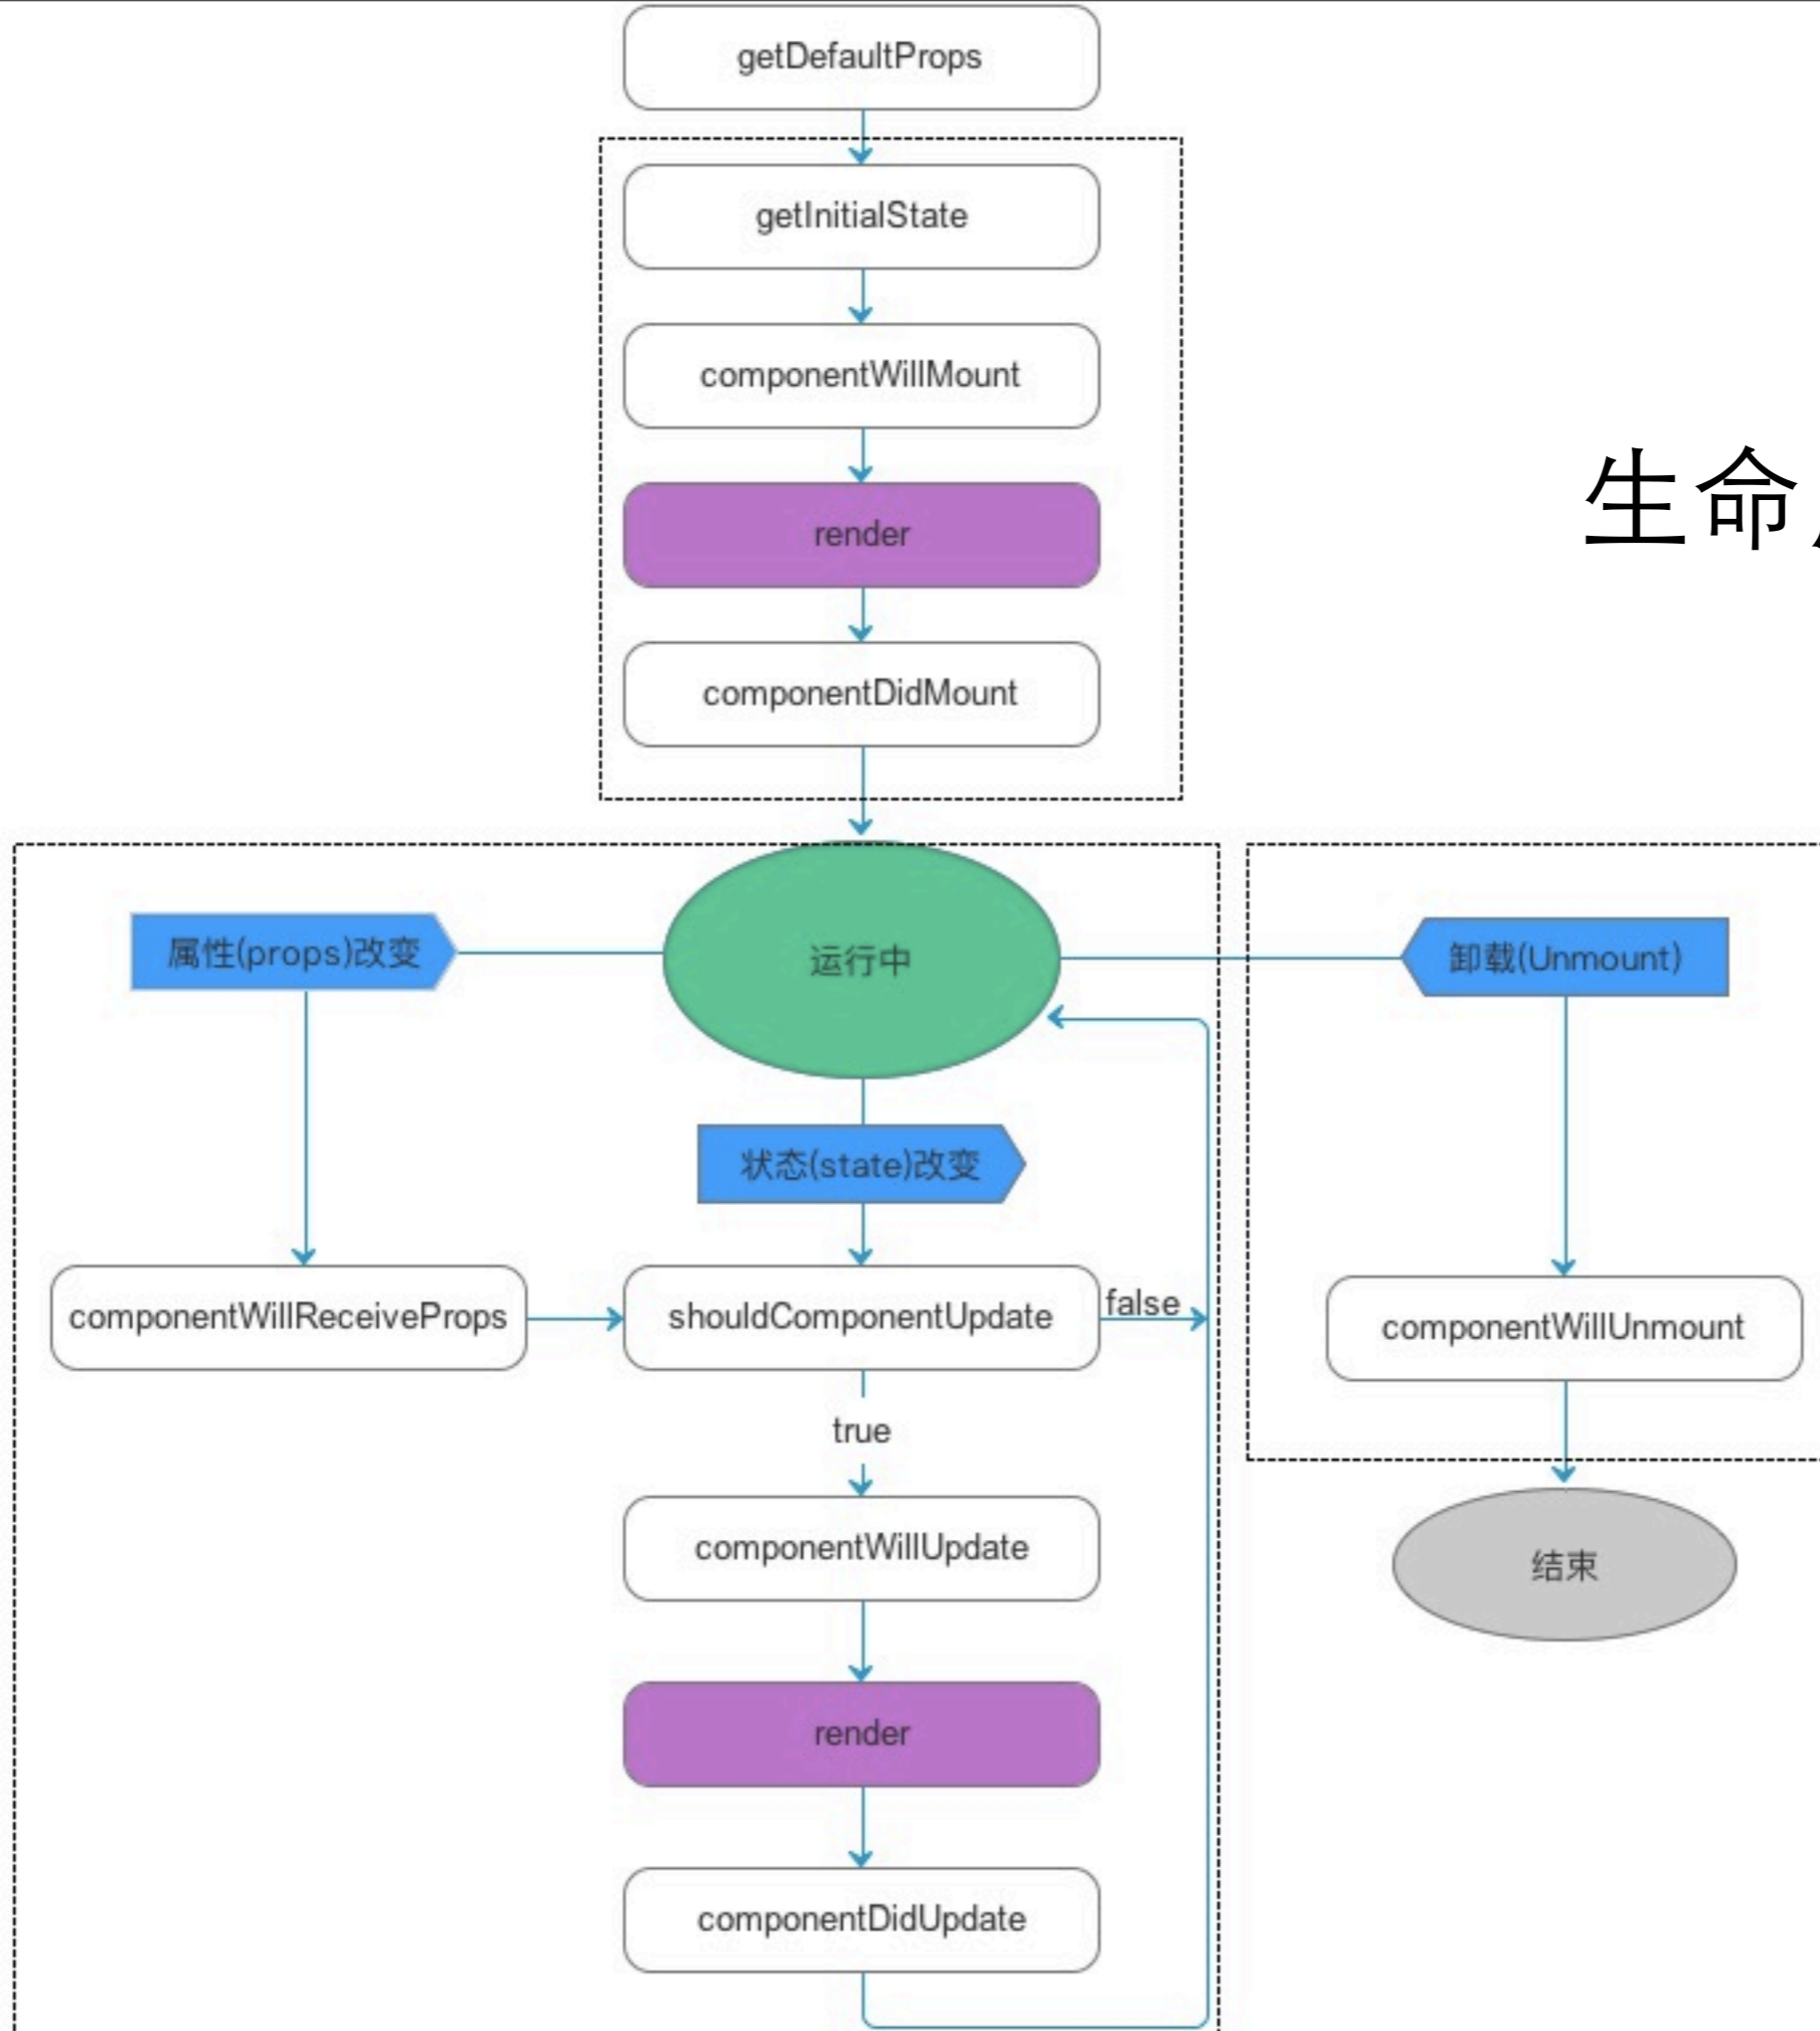 getDefaultProps
getInitialState
componentWillMount
render
componentDidMount
生命
属性(props)改变
运行中
卸载(Unmount)
状态(state)改变
componentWillReceiveProps
shouldComponentUpdate
false
componentWillUnmount
true
componentWillUpdate
结束
render
componentDidUpdate